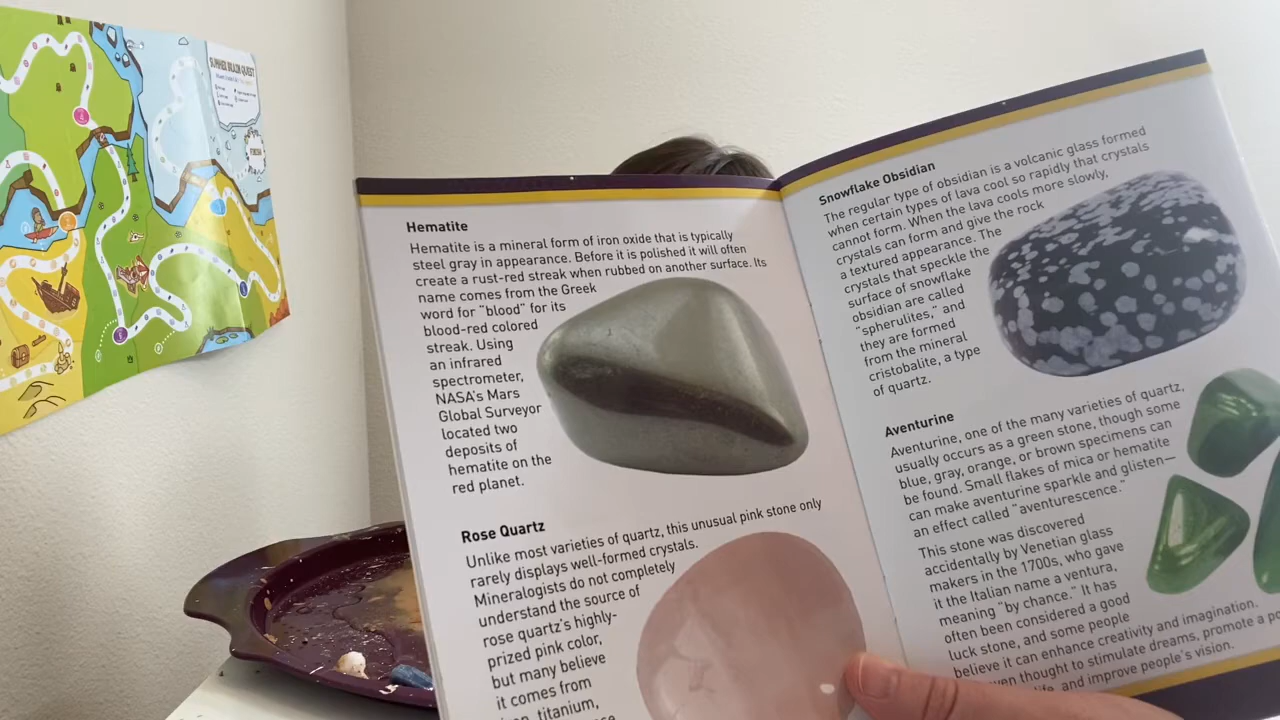 SUMMER BRAIN QUEST
Hematite
Hematite is a mineral form of iron oxide that is typically
steel gray in appearance. Before it is polished it will often
create a rust-red streak when rubbed on another surface. Its
name comes from the Greek
word for "blood" for its
blood-red colored
streak. Using
an infrared
spectrometer,
NASA's Mars
Global Surveyor
located two
deposits of
hematite on the
red planet.
Rose Quartz
Unlike most varieties of quartz, this unusual pink stone only
rarely displays well-formed crystals.
Mineralogists do not completely
understand the source of
rose quartz's highly-
prized pink color,
but many believe
it comes from
iron, titanium,
Snowflake Obsidian
The regular type of obsidian is a volcanic glass formed
when certain types of lava cool so rapidly that crystals
cannot form. When the lava cools more slowly,
crystals can form and give the rock
a textured appearance. The
crystals that speckle the
surface of snowflake
obsidian are called
"spherulites," and
they are formed
from the mineral
cristobalite, a type
of quartz.
Aventurine
Aventurine, one of the many varieties of quartz,
usually occurs as a green stone, though some
blue, gray, orange, or brown specimens can
be found. Small flakes of mica or hematite
can make aventurine sparkle and glisten—
an effect called "aventurescence."
This stone was discovered
accidentally by Venetian glass
makers in the 1700s, who gave
it the Italian name a ventura,
meaning "by chance." It has
often been considered a good
luck stone, and some people
believe it can enhance creativity and imagination.
thought to stimulate dreams, promote a
life, and improve people's vision.